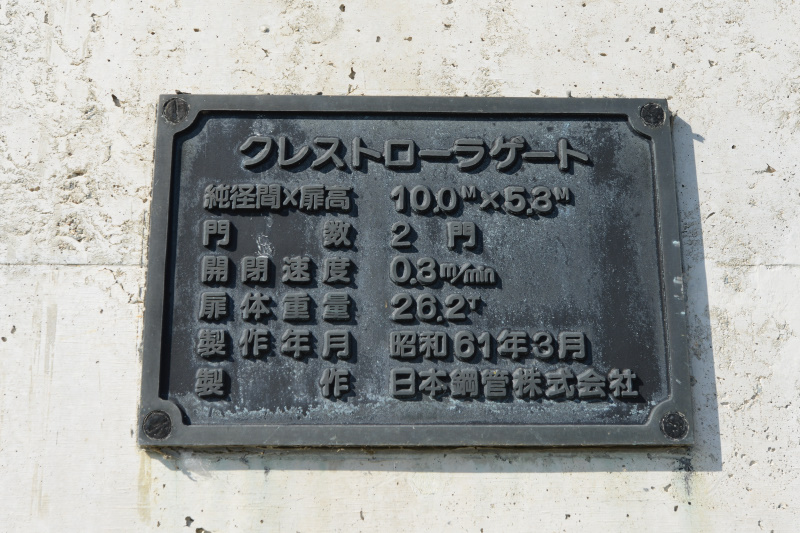 クレストローラゲート
純径間×扉高 10.0M×5.3M
門数 2門
開閉速度 0.3m/min
扉体重量 26.2T
製作年月 昭和61年3月
製作 日本鋼管株式会社